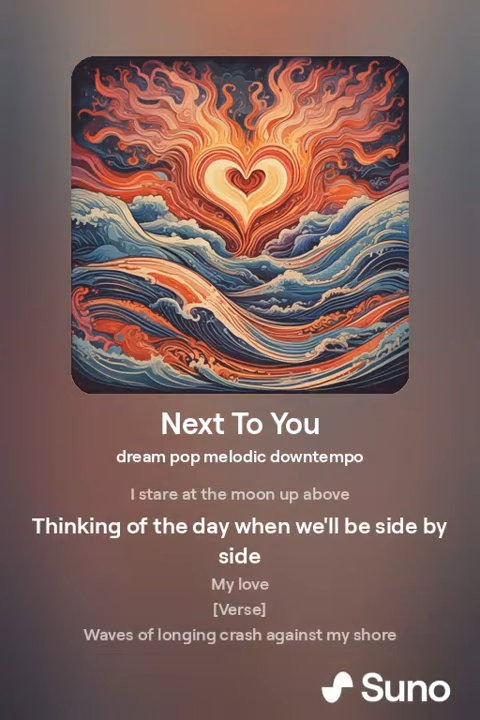 Next To You
dream pop melodic downtempo
I stare at the moon up above
Thinking of the day when we'll be side by
side
My love
[Verse]
Waves of longing crash against my shore
Suno